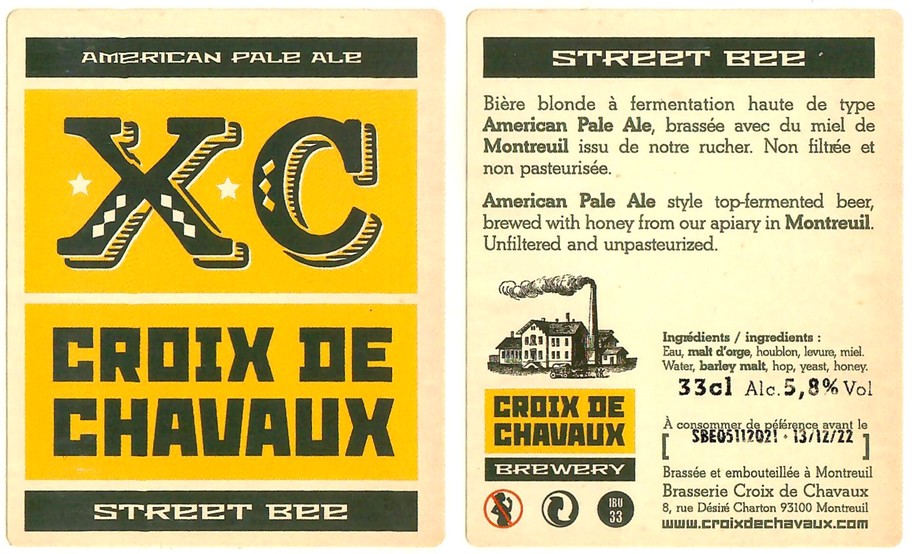 AMERICAN PALE ALE
XC
CROIX DE
CHAVAUX
STREET BEE
STREET BEE
Bière blonde à fermentation haute de type
American Pale Ale, brassée avec du miel de
Montreuil issu de notre rucher. Non filtrée et
non pasteurisée.
American Pale Ale style top-fermented beer,
brewed with honey from our apiary in Montreuil.
Unfiltered and unpasteurized.
Ingrédients / ingredients :
Eau, malt d'orge, houblon, levure, miel.
Water, barley malt, hop, yeast, honey.
33cl Alc.5,8% Vol
CROIX DE
CHAVAUX
BREWERY
À consommer de péférence avant le
[ SBE05112021 - 13/12/22 ]
IBU
33
Brassée et embouteillée à Montreuil
Brasserie Croix de Chavaux
8, rue Désiré Charton 93100 Montreuil
www.croixdechavaux.com